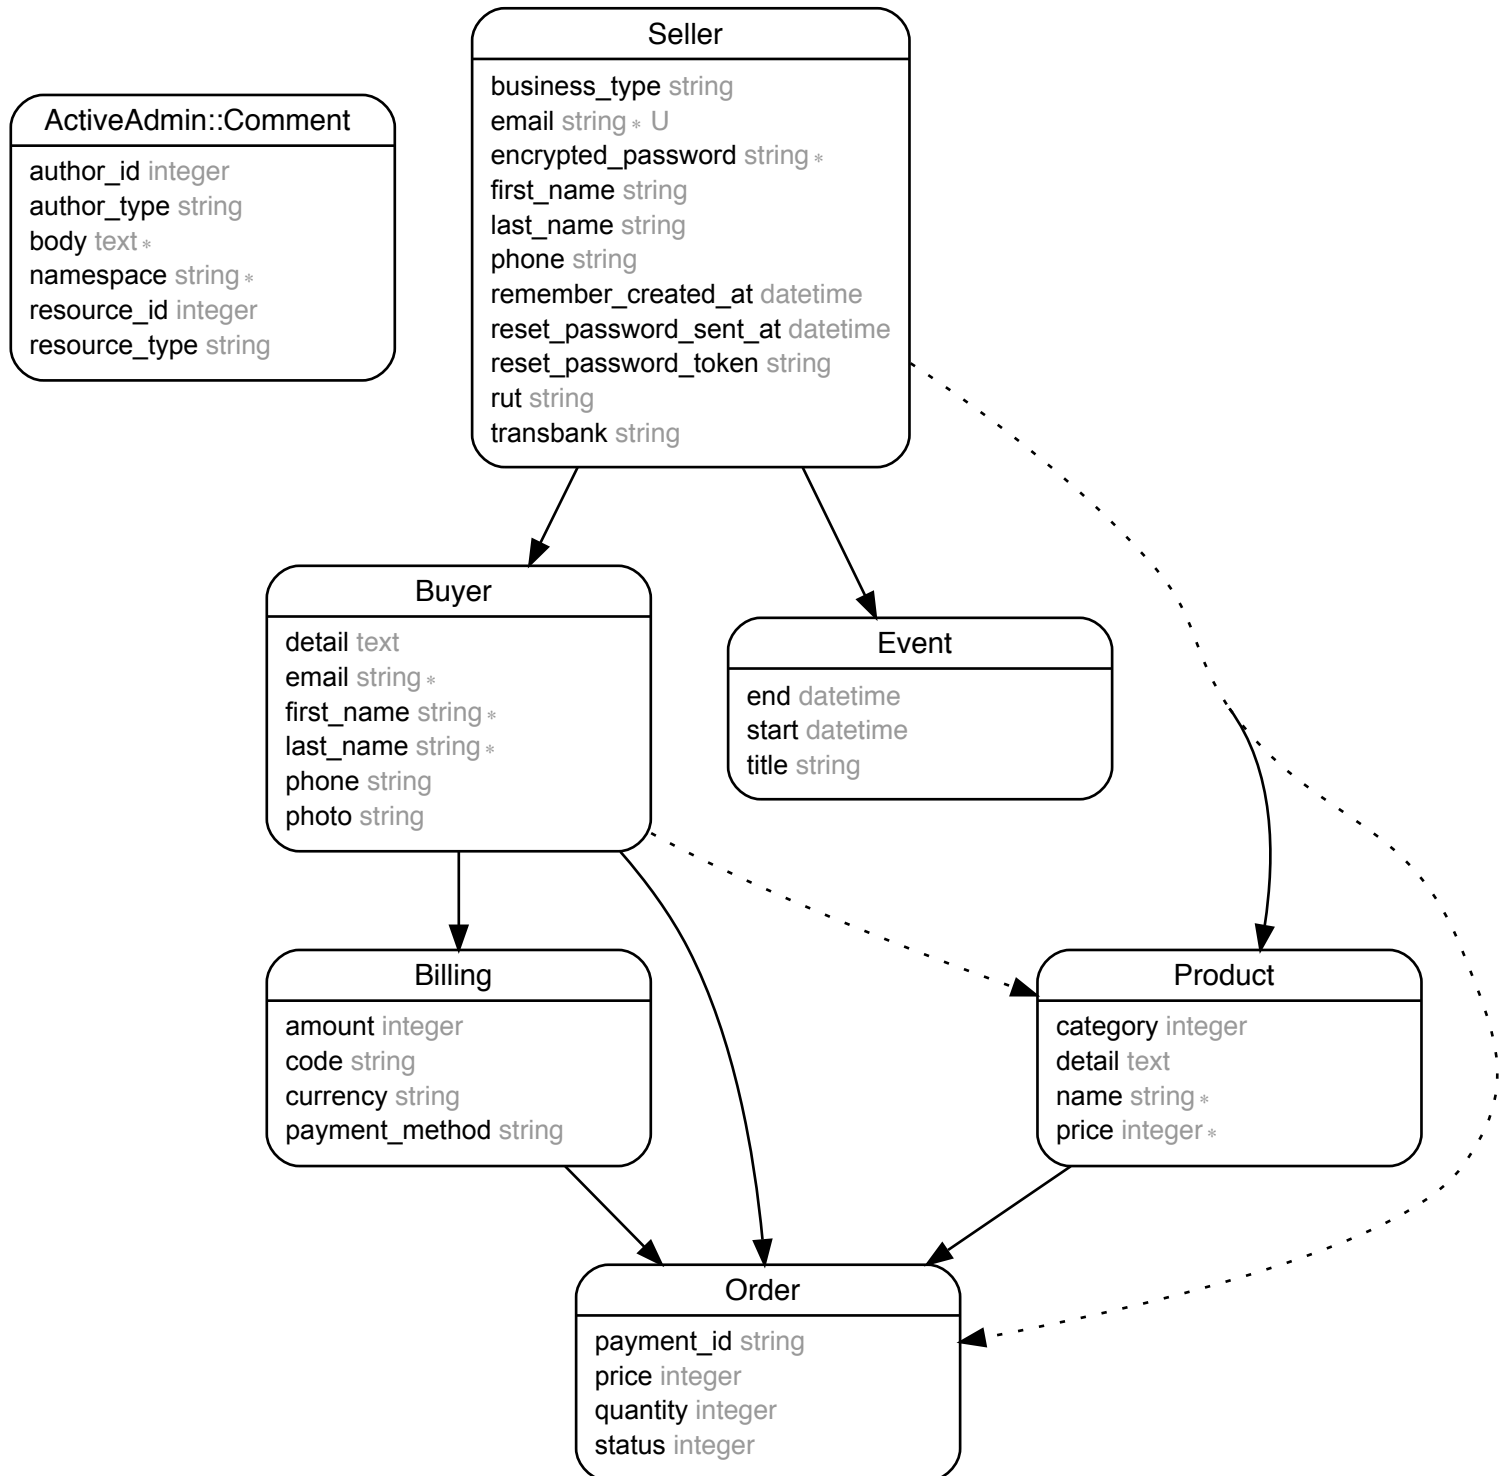 Seller
business_type string
email string * U
encrypted_password string *
first_name string
last_name string
phone string
remember_created_at datetime
reset_password_sent_at datetime
reset_password_token string
rut string
transbank string
ActiveAdmin::Comment
author_id integer
author_type string
body text *
namespace string *
resource_id integer
resource_type string
Buyer
detail text
email string *
first_name string *
last_name string *
phone string
photo string
Event
end datetime
start datetime
title string
Billing
amount integer
code string
currency string
payment_method string
Product
category integer
detail text
name string *
price integer *
Order
payment_id string
price integer
quantity integer
status integer